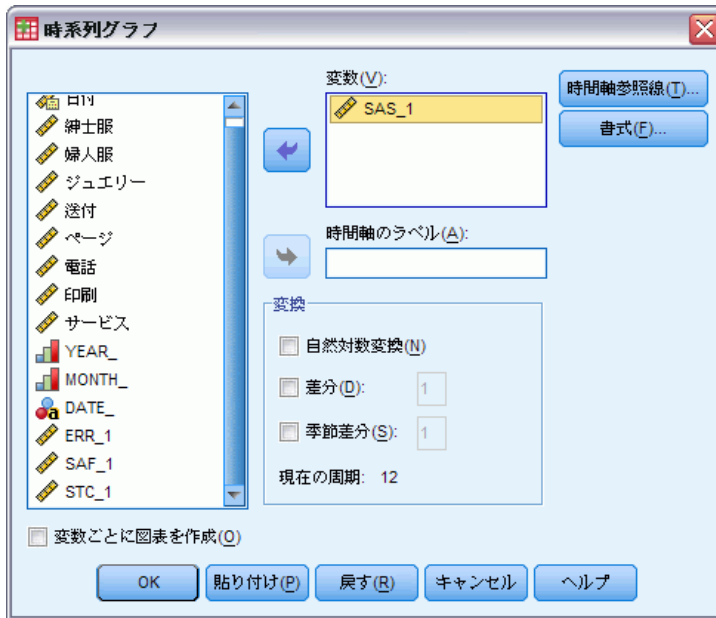 時系列グラフ
変数(V):
SAS_1
時間軸参照線(T)...
書式(F)...
日付
紳士服
婦人服
ジュエリー
送付
ページ
電話
印刷
サービス
YEAR_
MONTH_
DATE_
ERR_1
SAF_1
STC_1
時間軸のラベル(A):
変換
自然対数変換(N)
差分(D): 1
季節差分(S): 1
現在の周期: 12
変数ごとに図表を作成(O)
OK 貼り付け(P) 戻す(R) キャンセル ヘルプ